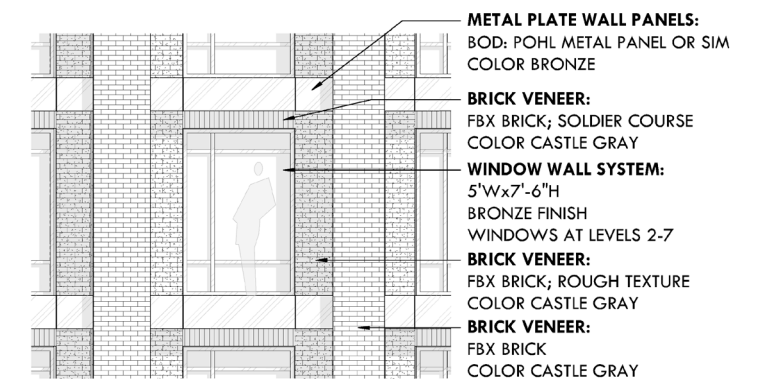 METAL PLATE WALL PANELS:
BOD: POHL METAL PANEL OR SIM
COLOR BRONZE
BRICK VENEER:
FBX BRICK; SOLDIER COURSE
COLOR CASTLE GRAY
WINDOW WALL SYSTEM:
5'Wx7'-6"H
BRONZE FINISH
WINDOWS AT LEVELS 2-7
BRICK VENEER:
FBX BRICK; ROUGH TEXTURE
COLOR CASTLE GRAY
BRICK VENEER:
FBX BRICK
COLOR CASTLE GRAY